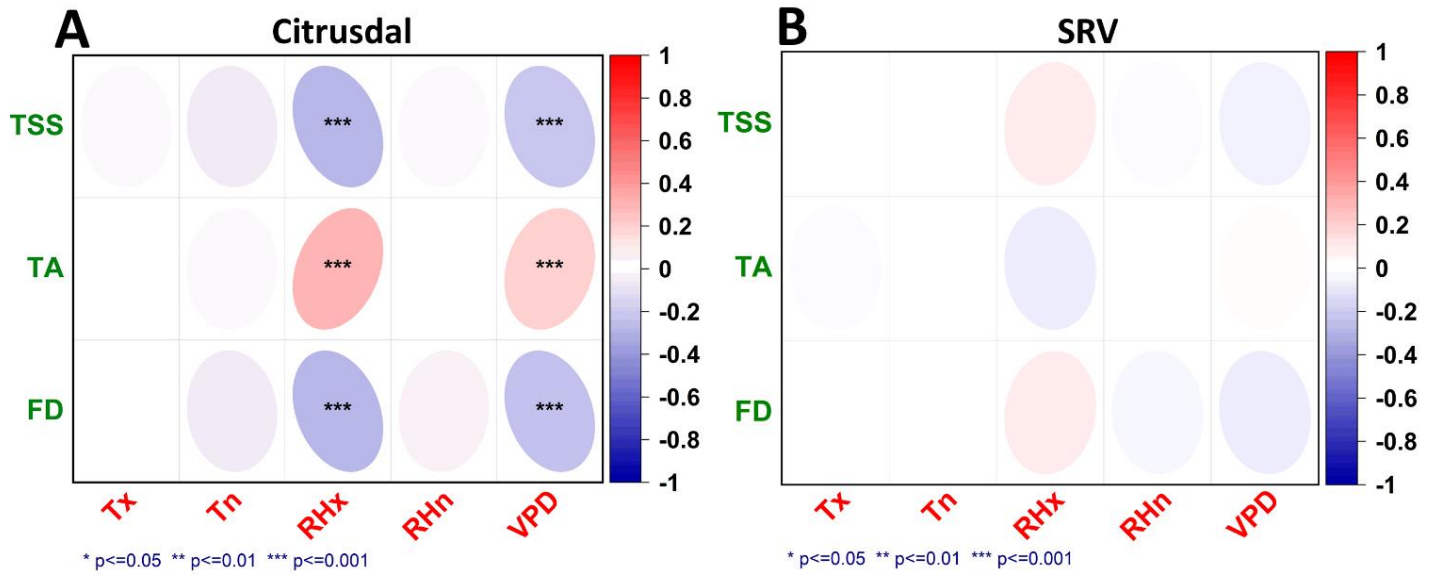 A
Citrusdal
TSS
TA
FD
***
***
***
***
***
***
1
0.8
0.6
0.4
0.2
0
-0.2
-0.4
-0.6
-0.8
-1
Tx
Tn
RHx
RHn
VPD
* p<=0.05 ** p<=0.01 *** p<=0.001
B
SRV
TSS
TA
FD
1
0.8
0.6
0.4
0.2
0
-0.2
-0.4
-0.6
-0.8
-1
Tx
Tn
RHx
RHn
VPD
* p<=0.05 ** p<=0.01 *** p<=0.001